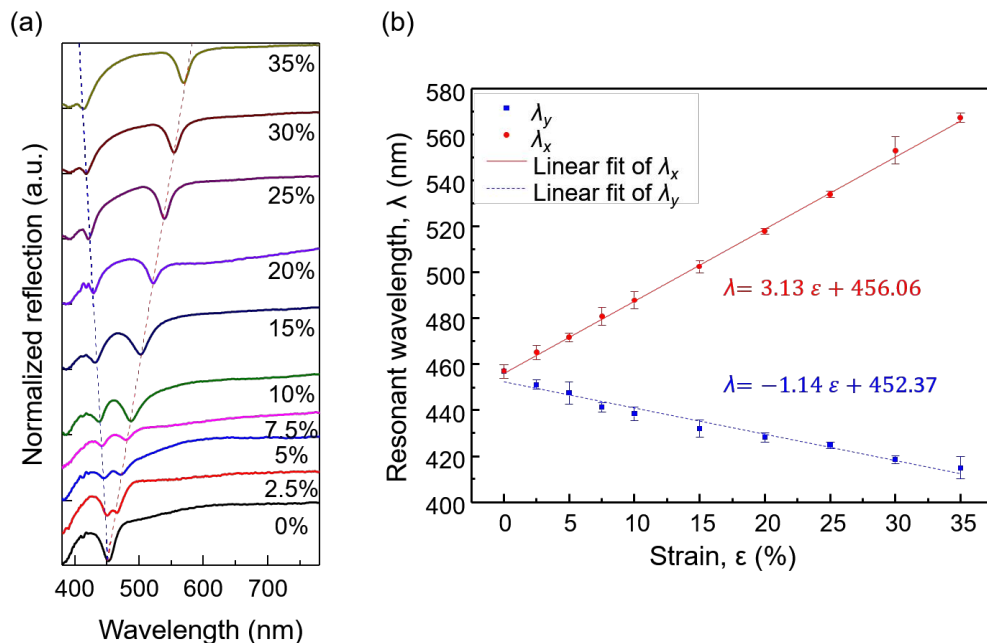 (a)
Normalized reflection (a.u.)
35%
30%
25%
20%
15%
10%
7.5%
5%
2.5%
0%
400 500 600 700
Wavelength (nm)
(b)
Resonant wavelength, λ (nm)
580
560
540
520
500
480
460
440
420
400
λy
λx
Linear fit of λx
Linear fit of λy
λ= 3.13 ε + 456.06
λ= −1.14 ε + 452.37
0 5 10 15 20 25 30 35
Strain, ε (%)